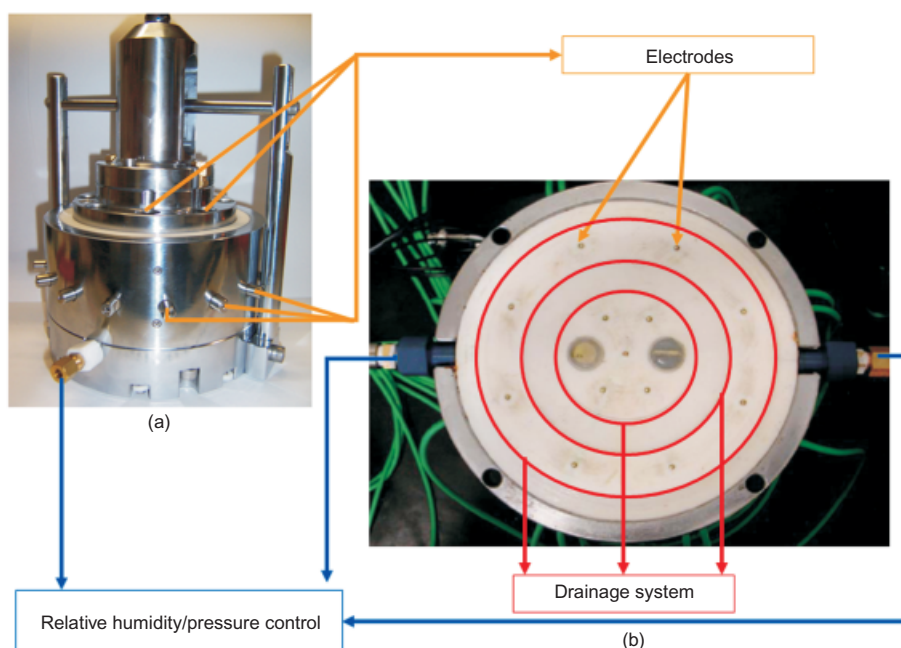 Electrodes
(a)
Drainage system
Relative humidity/pressure control
(b)